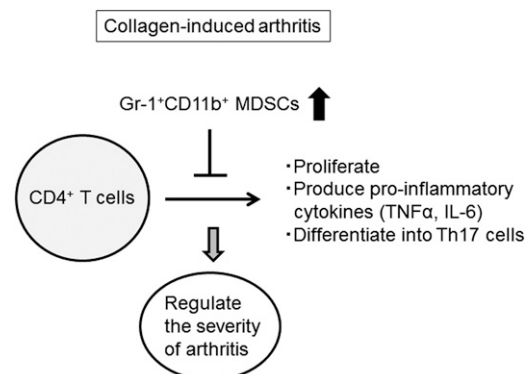 Collagen-induced arthritis
Gr-1⁺CD11b⁺ MDSCs
CD4⁺ T cells
・Proliferate
・Produce pro-inflammatory
cytokines (TNFα, IL-6)
・Differentiate into Th17 cells
Regulate
the severity
of arthritis